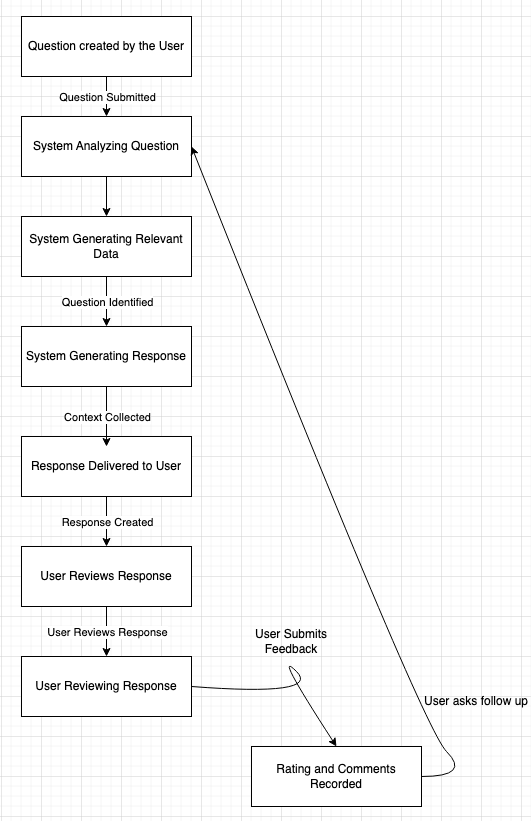 Question created by the User
Question Submitted
System Analyzing Question
System Generating Relevant
Data
Question Identified
System Generating Response
Context Collected
Response Delivered to User
Response Created
User Reviews Response
User Reviews Response
User Reviewing Response
User Submits
Feedback
User asks follow up
Rating and Comments
Recorded